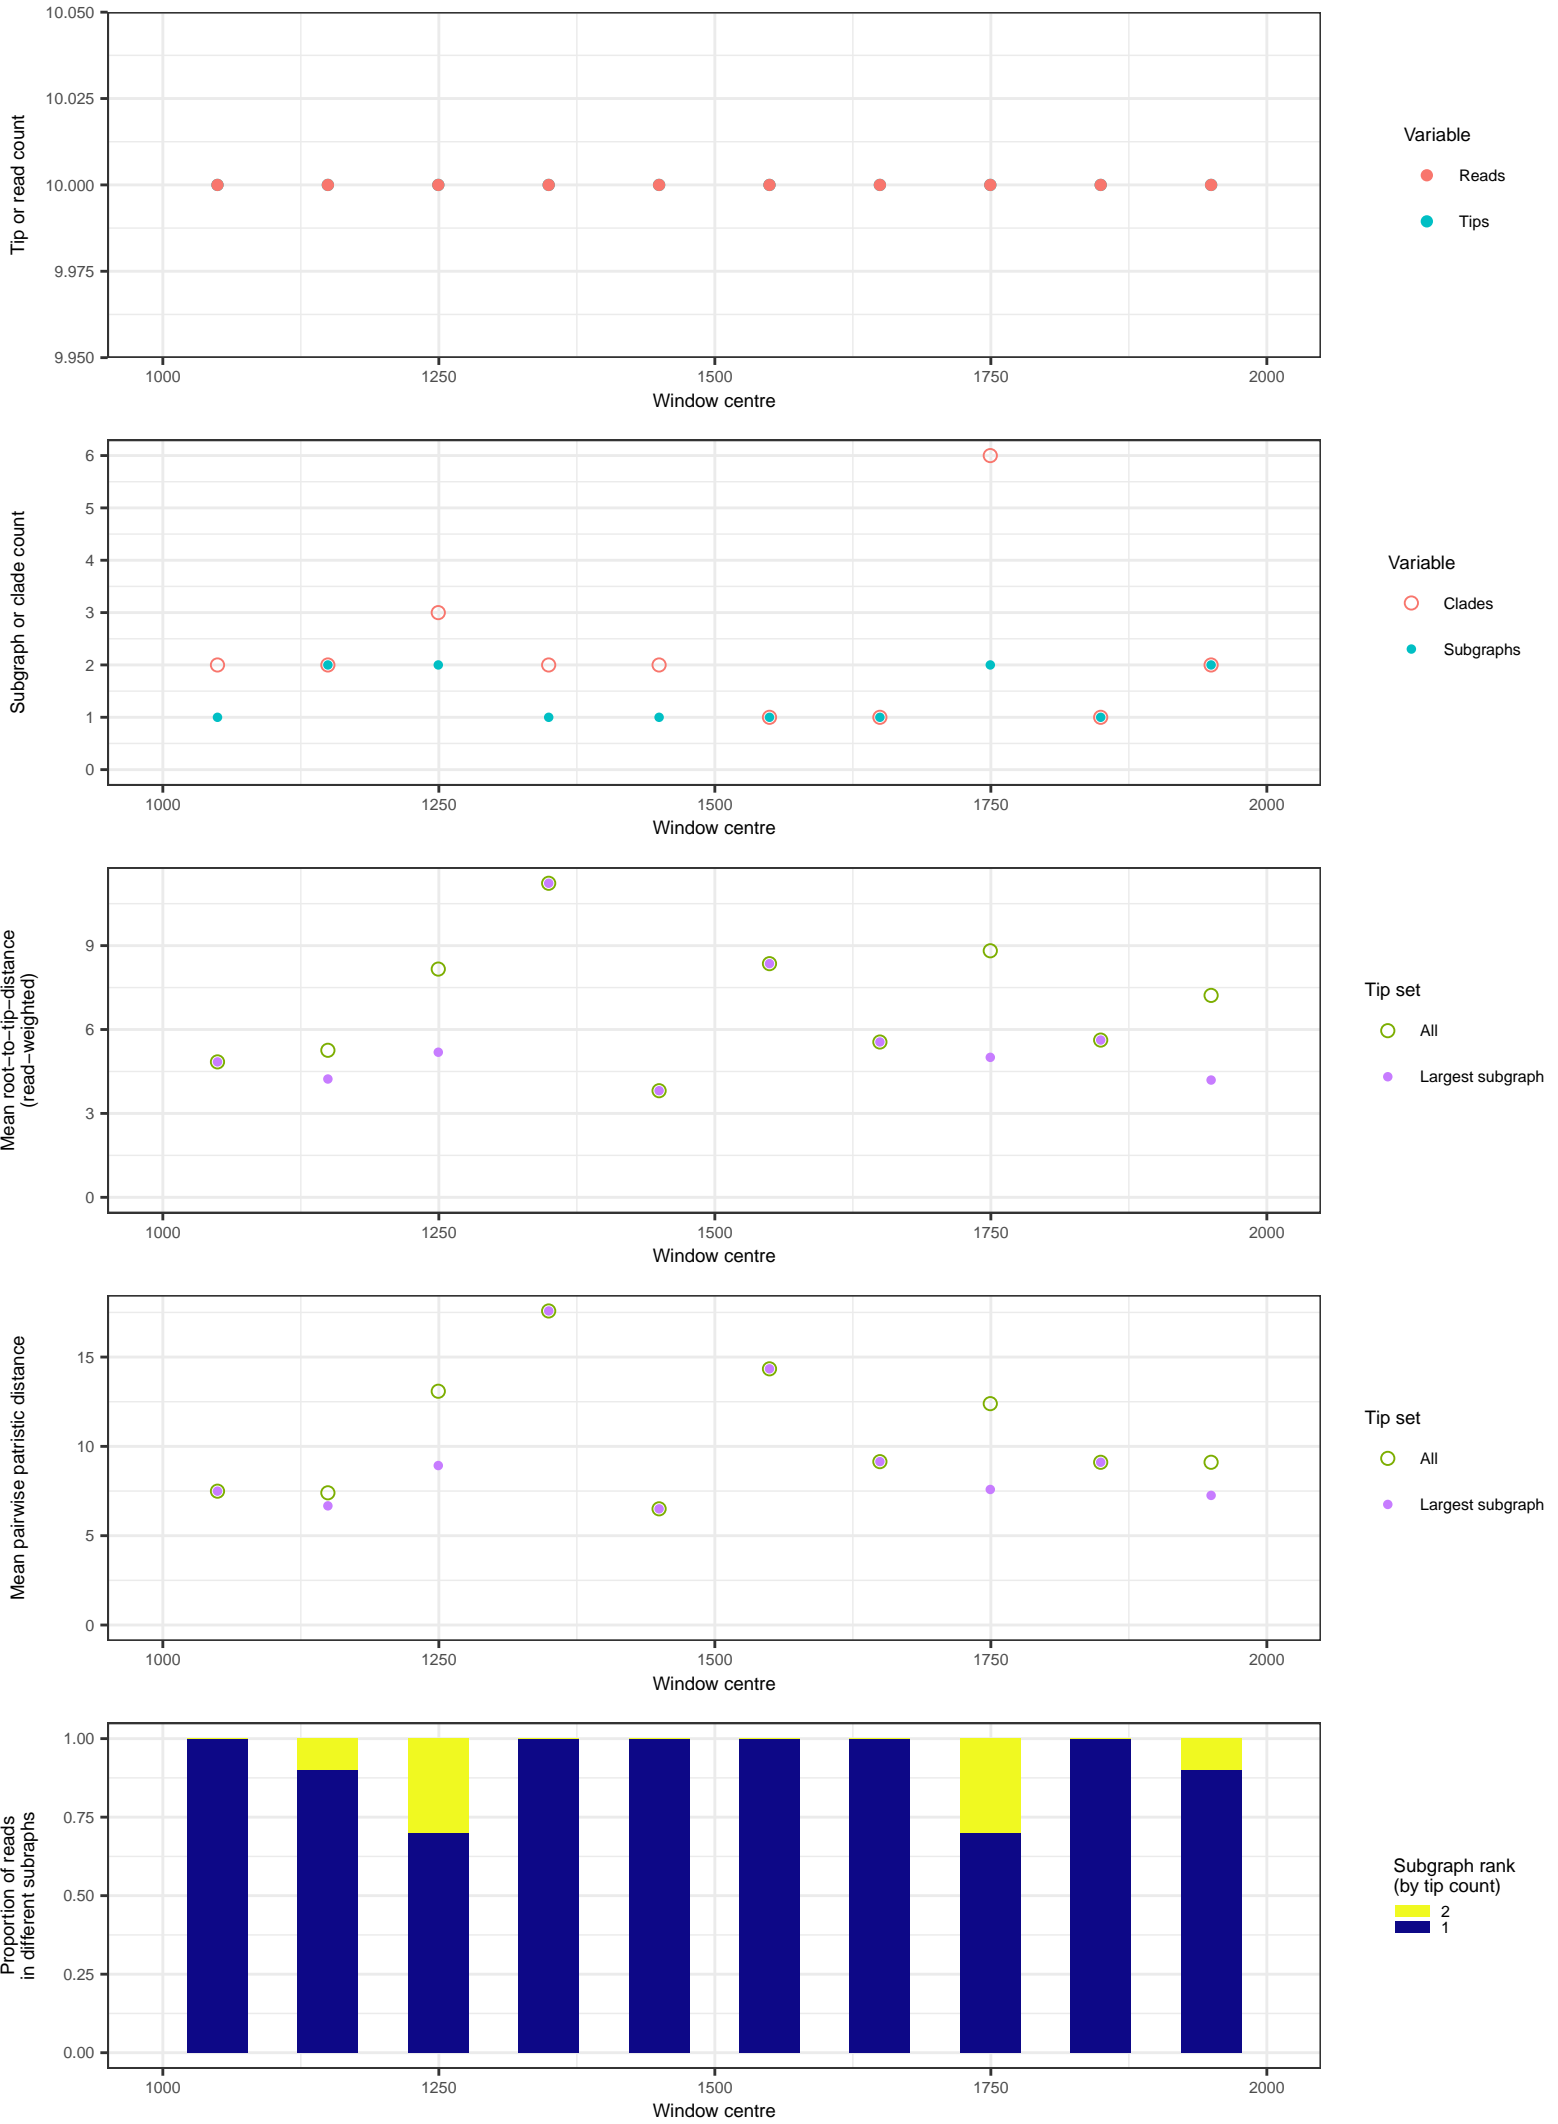 10.050
10.025
10.000
9.975
9.950
Tip or read count
1000 1250 1500 1750 2000
Window centre
Variable
Reads
Tips
6
5
4
3
2
1
0
Subgraph or clade count
1000 1250 1500 1750 2000
Window centre
Variable
Clades
Subgraphs
9
6
3
0
Mean root−to−tip−distance
(read−weighted)
1000 1250 1500 1750 2000
Window centre
Tip set
All
Largest subgraph
15
10
5
0
Mean pairwise patristic distance
1000 1250 1500 1750 2000
Window centre
Tip set
All
Largest subgraph
1.00
0.75
0.50
0.25
0.00
Proportion of reads
in different subraphs
1000 1250 1500 1750 2000
Window centre
Subgraph rank
(by tip count)
2
1